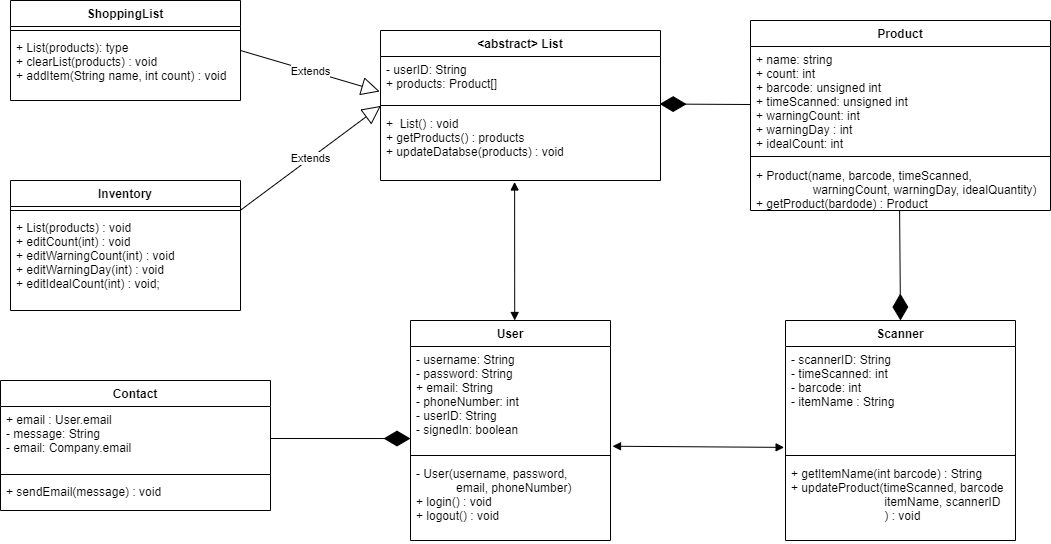 ShoppingList
+ List(products): type
+ clearList(products) : void
+ addItem(String name, int count) : void
Extends
<abstract> List
- userID: String
+ products: Product[]
+  List() : void
+ getProducts() : products
+ updateDatabse(products) : void
Product
+ name: string
+ count: int
+ barcode: unsigned int
+ timeScanned: unsigned int
+ warningCount: int
+ warningDay : int
+ idealCount: int
+ Product(name, barcode, timeScanned,
warningCount, warningDay, idealQuantity)
+ getProduct(bardode) : Product
Extends
Inventory
+ List(products) : void
+ editCount(int) : void
+ editWarningCount(int) : void
+ editWarningDay(int) : void
+ editIdealCount(int) : void;
User
- username: String
- password: String
+ email: String
- phoneNumber: int
- userID: String
- signedIn: boolean
- User(username, password,
email, phoneNumber)
+ login() : void
+ logout() : void
Scanner
- scannerID: String
- timeScanned: int
- barcode: int
- itemName : String
+ getItemName(int barcode) : String
+ updateProduct(timeScanned, barcode
itemName, scannerID
) : void
Contact
+ email : User.email
- message: String
- email: Company.email
+ sendEmail(message) : void